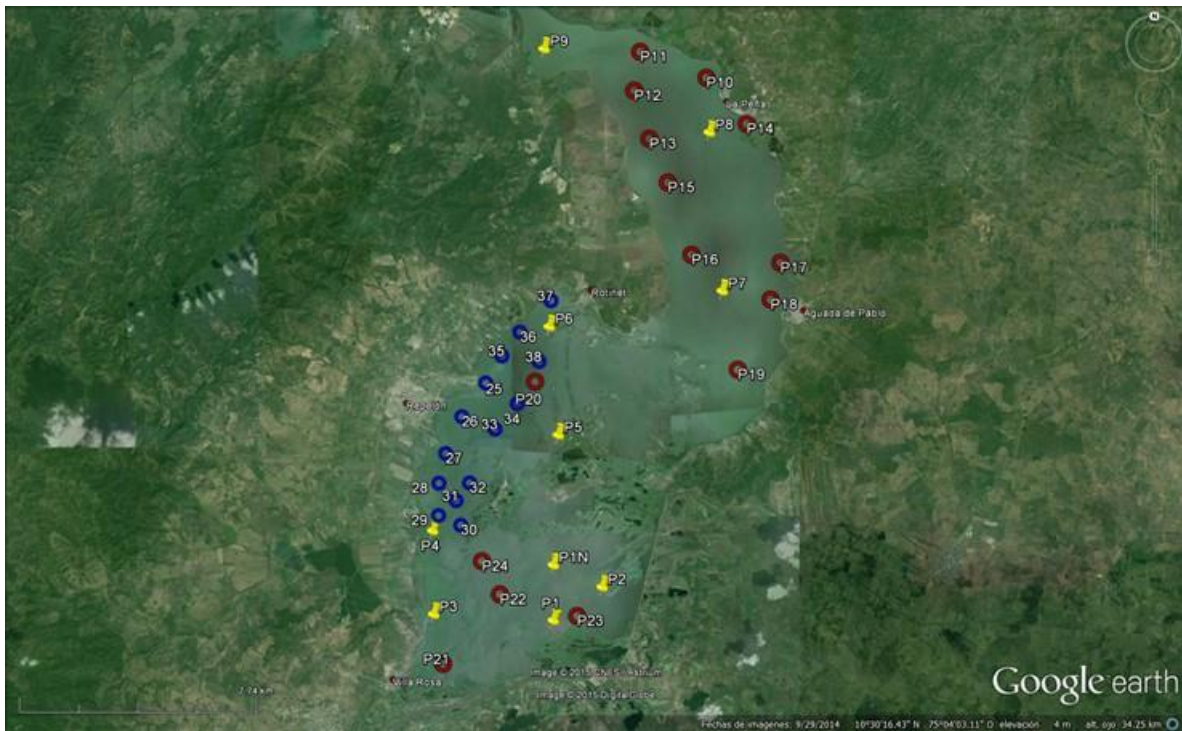 N
P9
P11
P10
P12
La Peñas
P8
P14
P13
P15
P16
P17
P7
37
Rotinet
P18
Aguada de Pablo
P6
36
35
38
25
P19
P20
Repelón
26
34
33
P5
27
28
32
31
29
30
P4
P1N
P24
P2
P22
P3
P1
P23
P21
Villa Rosa
Image © 2015 CNES / Astrium
Image © 2015 DigitalGlobe
7.74 km
Google earth
Fechas de imágenes: 9/29/2014 10°30'16.43" N 75°04'03.11" O elevación 4 m alt. ojo 34.25 km